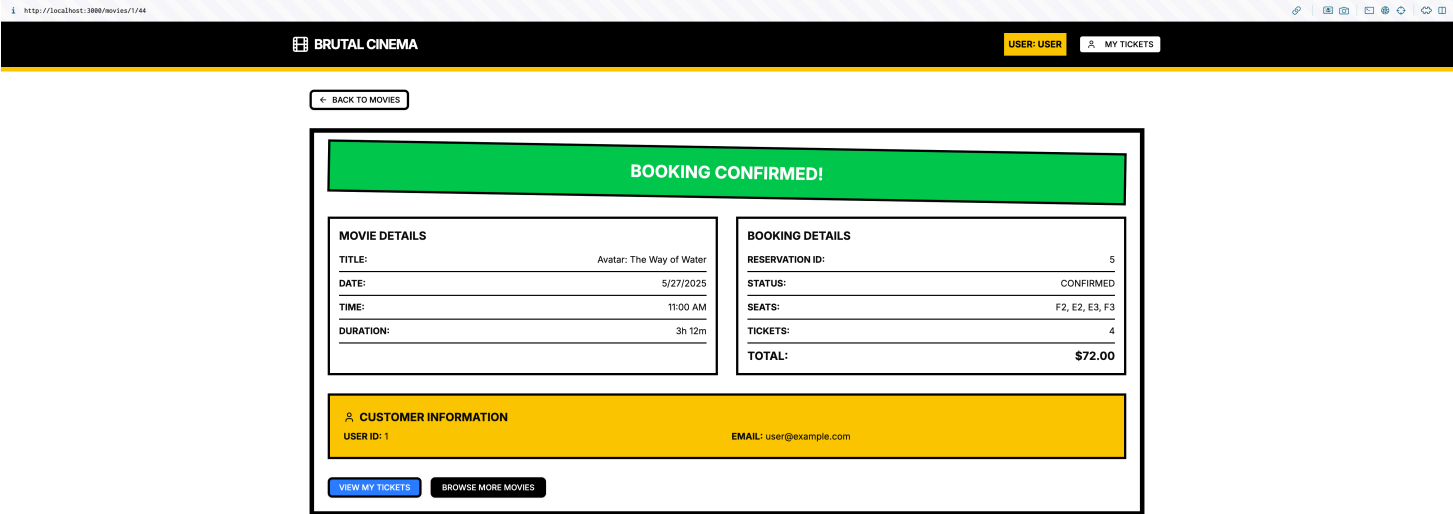 http://localhost:3000/movies/1/44
BRUTAL CINEMA
USER: USER
MY TICKETS
← BACK TO MOVIES
BOOKING CONFIRMED!
MOVIE DETAILS
TITLE: Avatar: The Way of Water
DATE: 5/27/2025
TIME: 11:00 AM
DURATION: 3h 12m
BOOKING DETAILS
RESERVATION ID: 5
STATUS: CONFIRMED
SEATS: F2, E2, E3, F3
TICKETS: 4
TOTAL: $72.00
CUSTOMER INFORMATION
USER ID: 1
EMAIL: user@example.com
VIEW MY TICKETS
BROWSE MORE MOVIES